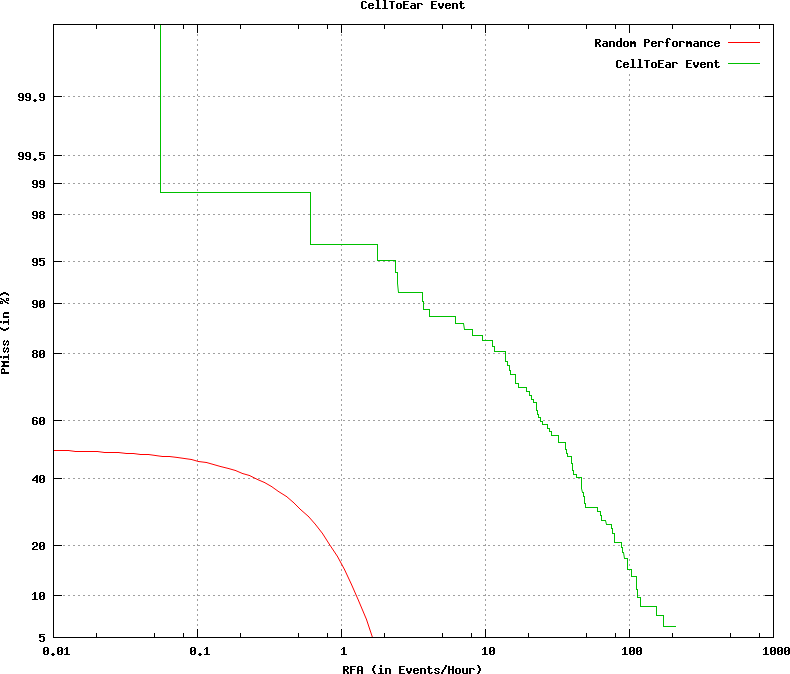 CellToEar Event
Random Performance
CellToEar Event
99.9
99.5
99
98
95
90
80
60
40
20
10
5
PMiss (in %)
0.01 0.1 1 10 100 1000
RFA (in Events/Hour)